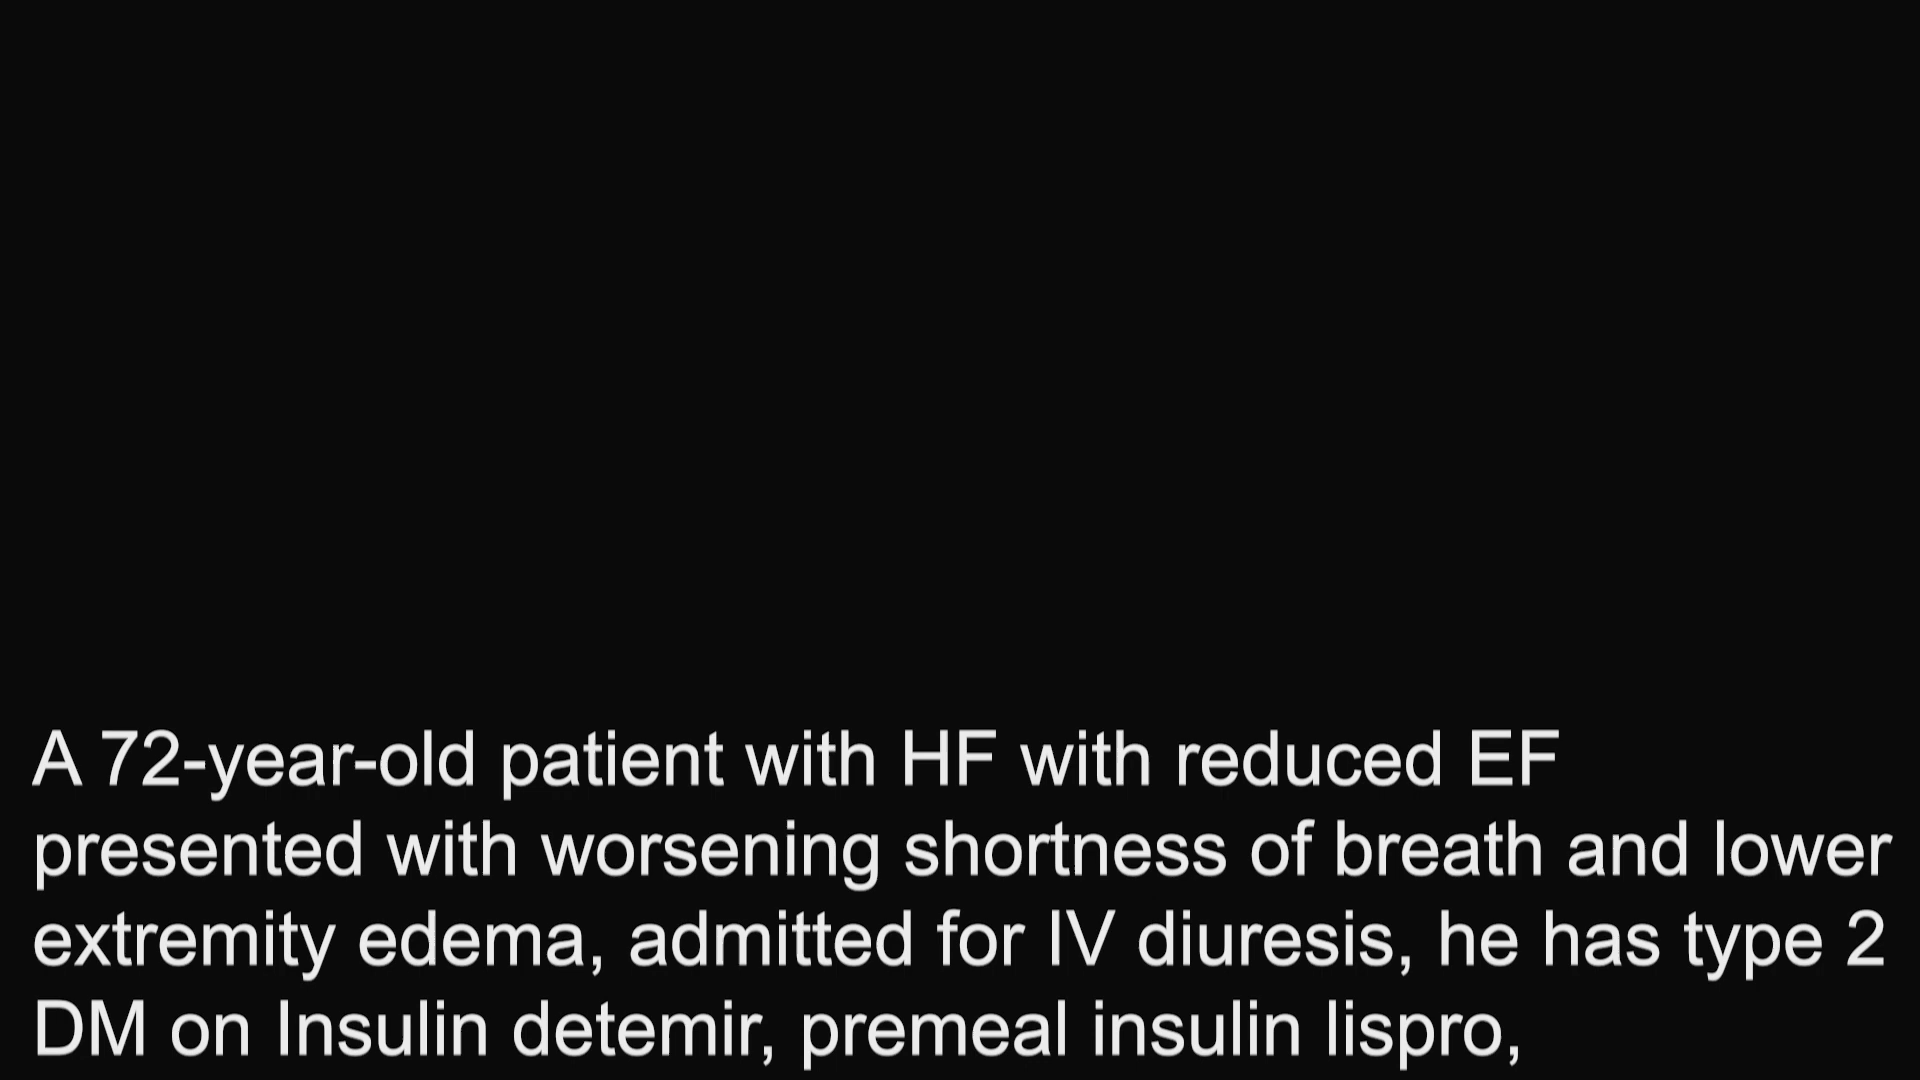 A 72-year-old patient with HF with reduced EF
presented with worsening shortness of breath and lower
extremity edema, admitted for IV diuresis, he has type 2
DM on Insulin detemir, premeal insulin lispro,